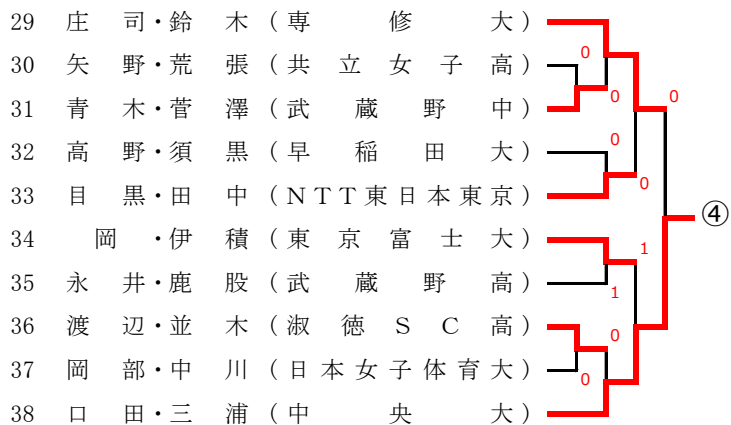 29 庄 司・鈴 木 (専 修 大)
0
30 矢 野・荒 張 (共 立 女 子 高)
0 0
31 青 木・菅 澤 (武 蔵 野 中)
0
32 高 野・須 黒 (早 稲 田 大)
0
33 目 黒・田 中 (NTT東日本東京)
④
34 岡 ・伊 積 (東 京 富 士 大)
1
35 永 井・鹿 股 (武 蔵 野 高)
1
36 渡 辺・並 木 (淑 徳 S C 高)
0
37 岡 部・中 川 (日 本 女 子 体 育 大)
0
38 口 田・三 浦 (中 央 大)